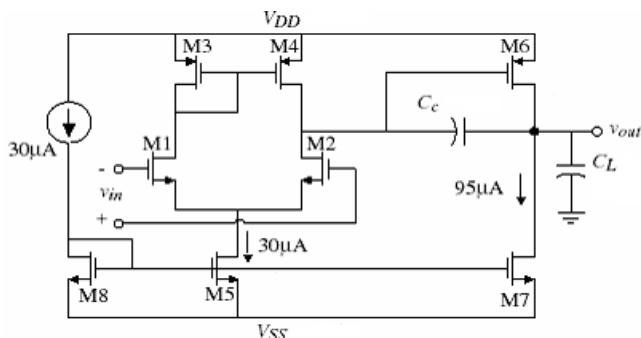 VDD
M3
M4
M6
Cc
vout
30μA
M1
M2
-
vin
+
95μA
CL
30μA
M8
M5
M7
VSS